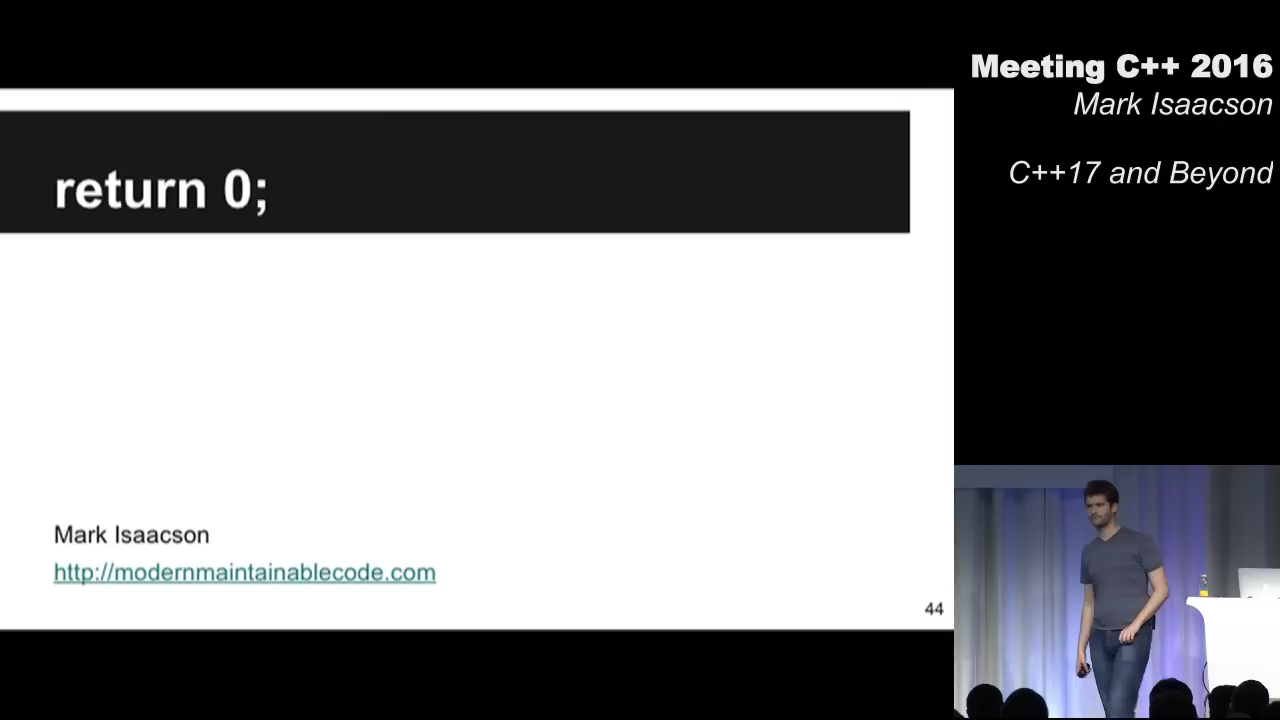 Meeting C++ 2016
Mark Isaacson
C++17 and Beyond
return 0;
Mark Isaacson
http://modernmaintainablecode.com
44